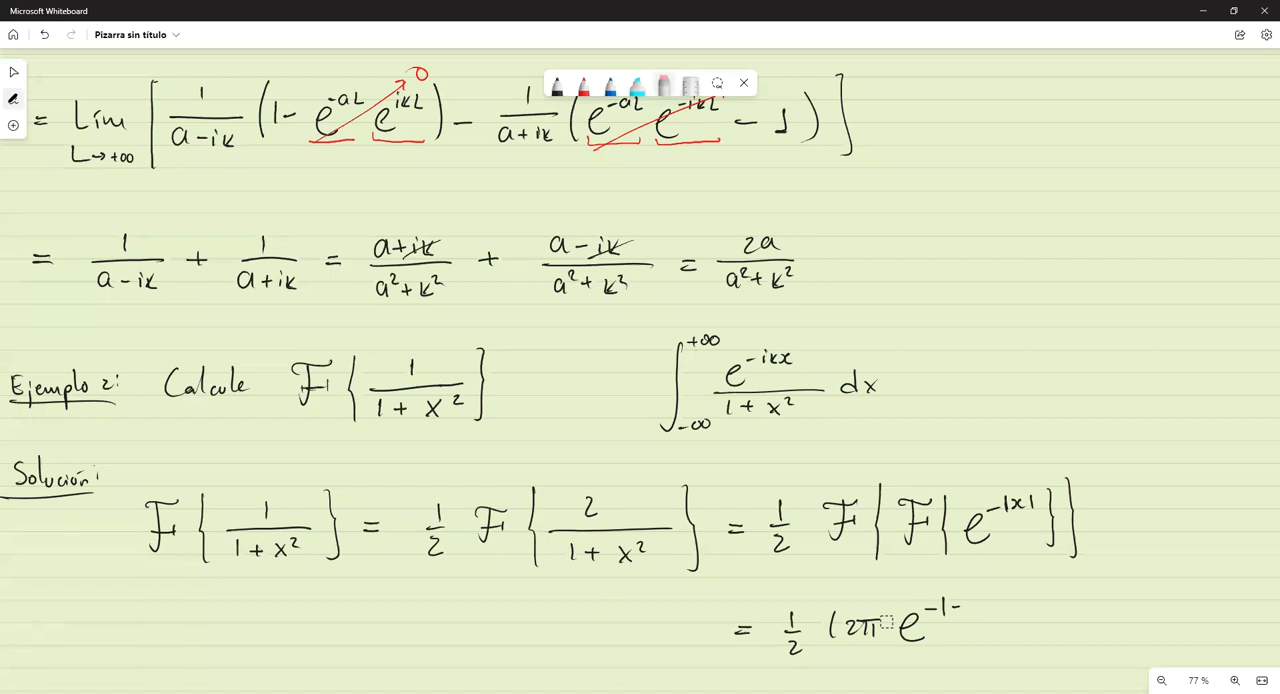 Microsoft Whiteboard
Pizarra sin título
= Lím L→+∞ [ 1/(a-ik) (1- e^-aL e^ikL) - 1/(a+ik) (e^-aL e^-ikL - 1) ]
0
= 1/(a-ik) + 1/(a+ik) = (a+ik)/(a²+k²) + (a-ik)/(a²+k²) = 2a/(a²+k²)
Ejemplo 2: Calcule F { 1/(1+x²) } ∫_-∞^+∞ e^-ikx/(1+x²) dx
Solución:
F { 1/(1+x²) } = 1/2 F { 2/(1+x²) } = 1/2 F { F { e^-|x| } }
= 1/2 (2π e^-|-
77 %